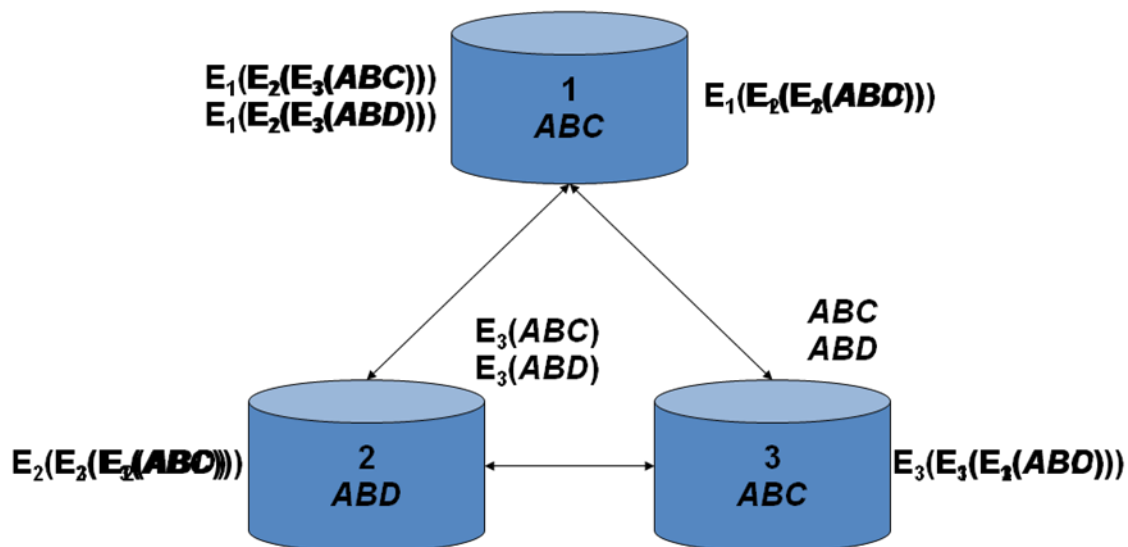 E₁(E₂(E₃(ABC)))
E₁(E₂(E₃(ABD)))
1
ABC
E₃(ABC)
E₃(ABD)
ABC
ABD
2
ABD
3
ABC